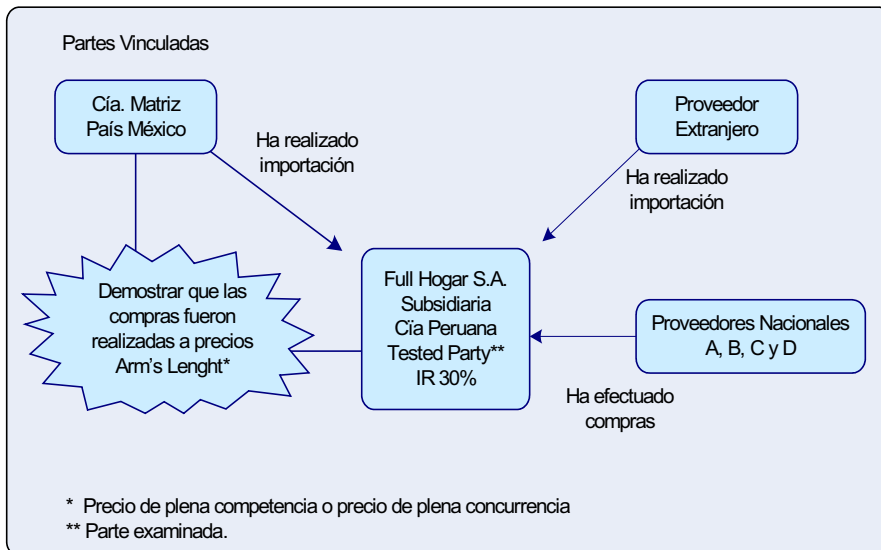 Partes Vinculadas
Cía. Matriz
País México
Ha realizado
importación
Proveedor
Extranjero
Ha realizado
importación
Demostrar que las
compras fueron
realizadas a precios
Arm's Lenght*
Full Hogar S.A.
Subsidiaria
Cïa Peruana
Tested Party**
IR 30%
Proveedores Nacionales
A, B, C y D
Ha efectuado
compras
* Precio de plena competencia o precio de plena concurrencia
** Parte examinada.